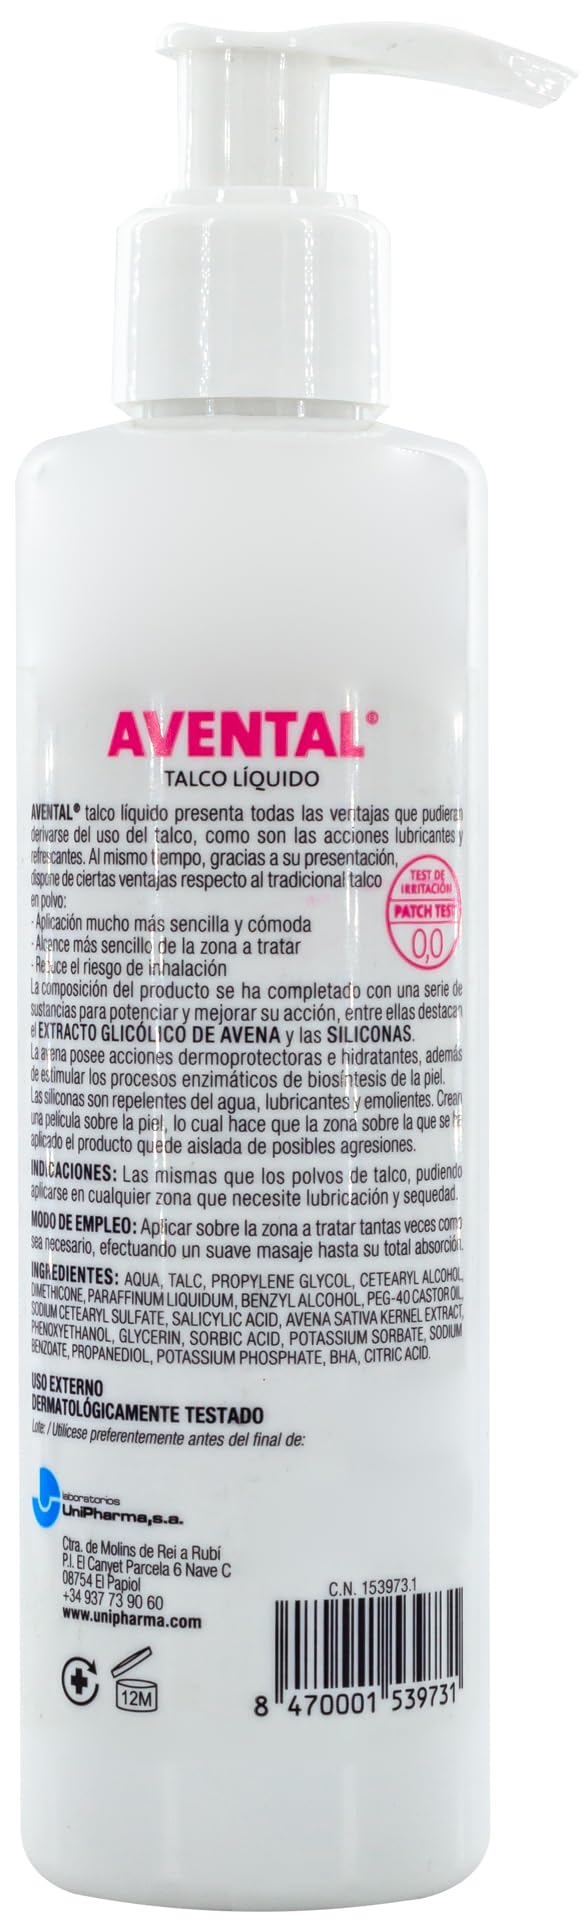 AVENTAL®
TALCO LÍQUIDO
AVENTAL® talco líquido presenta todas las ventajas que pudieran
derivarse del uso del talco, como son las acciones lubricantes y
refrescantes. Al mismo tiempo, gracias a su presentación,
dispone de ciertas ventajas respecto al tradicional talco
en polvo:
- Aplicación mucho más sencilla y cómoda
- Alcance más sencillo de la zona a tratar
- Reduce el riesgo de inhalación
TEST DE
IRRITACIÓN
PATCH TEST
0,0
La composición del producto se ha completado con una serie de
sustancias para potenciar y mejorar su acción, entre ellas destacan
el EXTRACTO GLICÓLICO DE AVENA y las SILICONAS.
La avena posee acciones dermoprotectoras e hidratantes, además
de estimular los procesos enzimáticos de biosíntesis de la piel.
Las siliconas son repelentes del agua, lubricantes y emolientes. Crean
una película sobre la piel, lo cual hace que la zona sobre la que se ha
aplicado el producto quede aislada de posibles agresiones.
INDICACIONES: Las mismas que los polvos de talco, pudiendo
aplicarse en cualquier zona que necesite lubricación y sequedad.
MODO DE EMPLEO: Aplicar sobre la zona a tratar tantas veces como
sea necesario, efectuando un suave masaje hasta su total absorción.
INGREDIENTES: AQUA, TALC, PROPYLENE GLYCOL, CETEARYL ALCOHOL,
DIMETHICONE, PARAFFINUM LIQUIDUM, BENZYL ALCOHOL, PEG-40 CASTOR OIL,
SODIUM CETEARYL SULFATE, SALICYLIC ACID, AVENA SATIVA KERNEL EXTRACT,
PHENOXYETHANOL, GLYCERIN, SORBIC ACID, POTASSIUM SORBATE, SODIUM
BENZOATE, PROPANEDIOL, POTASSIUM PHOSPHATE, BHA, CITRIC ACID.
USO EXTERNO
DERMATOLÓGICAMENTE TESTADO
Lote: / Utilícese preferentemente antes del final de:
laboratorios
UniPharma,s.a.
Ctra. de Molins de Rei a Rubí
P.I. El Canyet Parcela 6 Nave C
08754 El Papiol
+34 937 73 90 60
www.unipharma.com
12M
C.N. 153973.1
8 470001 539731